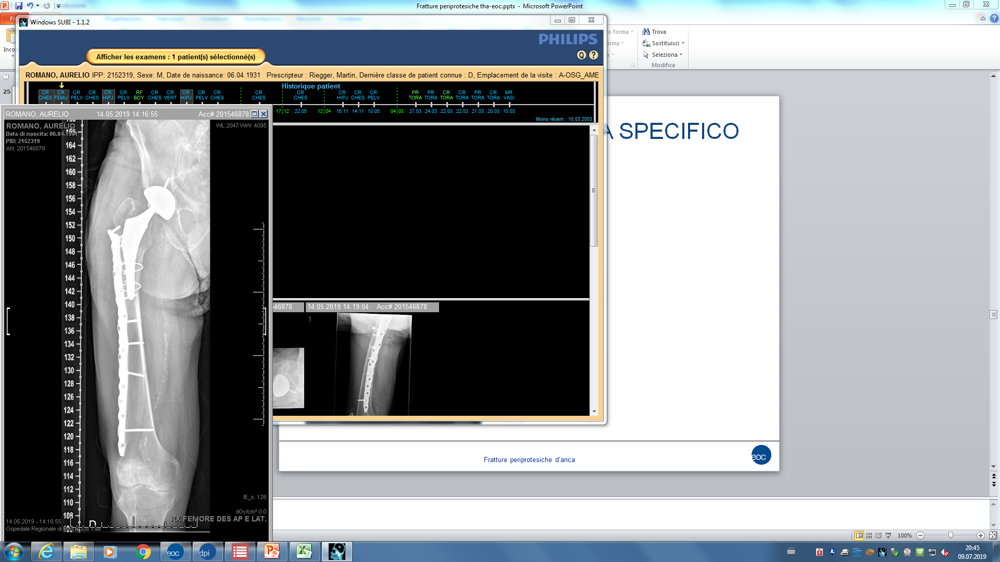 Fratture periprotesiche tha-eoc.pptx - Microsoft PowerPoint
Windows SUBI - 1.1.2
Inco
Trova
Sostituisci
Seleziona
Modifica
o forma
PHILIPS
Afficher les examens : 1 patient(s) sélectionné(s)
Q ?
ROMANO, AURELIO IPP: 2152319, Sexe: M, Date de naissance: 06.04.1931 Prescripteur : Riegger, Martin, Dernière classe de patient connue : D, Emplacement de la visite : A-OSG_AME
Historique patient
CR CR CR CR CR CR RF CR CR CR CR CR CR CR CR CR CR PR PR CR CR PR CR MR
CHES FEMU PELV CHES HIPJ PELV BDY CHES VERT HIPJ PELV CHES CHES CHES HIPJ CHES PELV TORA TORA TORA TORA TORA TORA VASI
17 12 22.05 12 04 16.11 14.11 10.05 04 03 27.03 24.03 22.03 22.03 21.03 20.03 10.03
Moins récent : 10.03.2003
25
ROMANO, AURELIO 14.05.2019 14:16:55 Acc# 201546878
ROMANO, AURELIO
WL:2047 WW: 4095
Data di nascita: 06.04.1931
PID: 2152319
AN: 201546878
166
164
162
160
158
156
154
152
150
148
146
144
142
140
138
136
134
132
130
128
126
124
122
120
118
116
114
112
110
108
IE_s: 128
dGy/cm² 0.0
RX FEMORE DES AP E LAT.
D
14.05.2019 - 14:16:55
Ospedale Regionale di Bellinzona Valli
546878
14.05.2019 14:19:04 Acc# 201546878
1
A SPECIFICO
Fratture periprotesiche d'anca
eoc
100%
eoc
dpi
20:45
09.07.2019